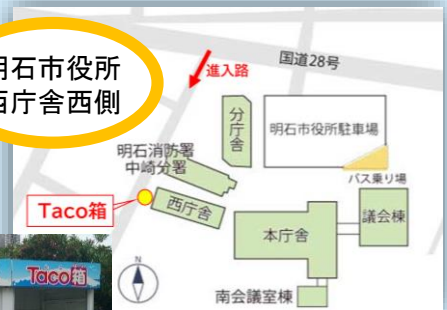 明石市役所
西庁舎西側
進入路
国道28号
分庁舎
明石市役所駐車場
明石消防署
中崎分署
バス乗り場
Taco箱
西庁舎
議会棟
本庁舎
N
南会議室棟
Taco箱